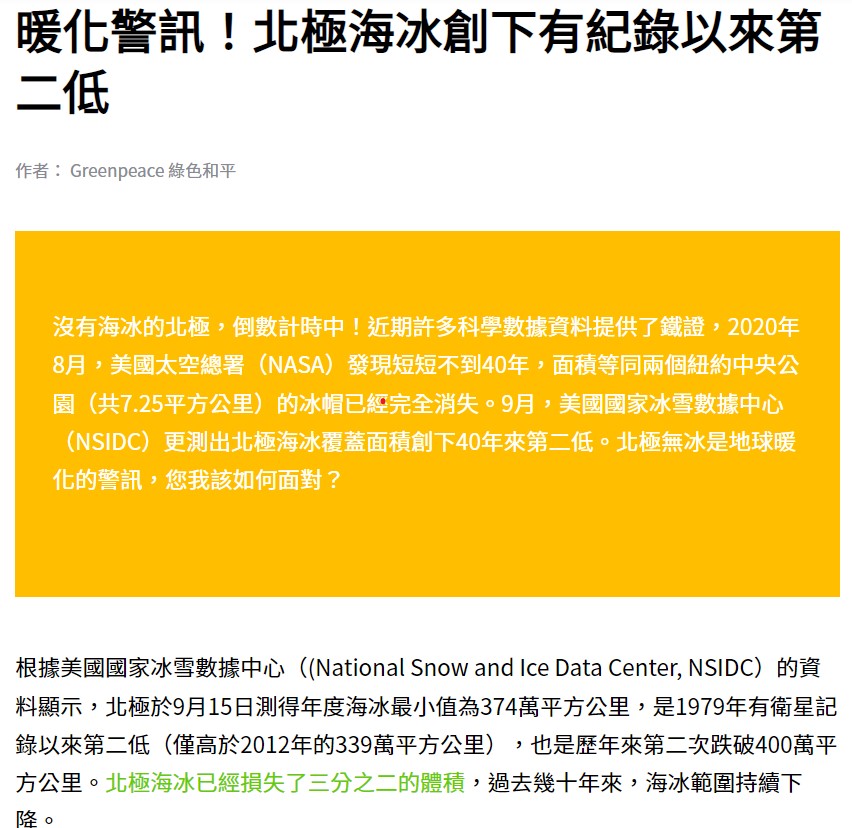 暖化警訊！北極海冰創下有紀錄以來第
二低
作者： Greenpeace 綠色和平
沒有海冰的北極，倒數計時中！近期許多科學數據資料提供了鐵證，2020年
8月，美國太空總署（NASA）發現短短不到40年，面積等同兩個紐約中央公
園（共7.25平方公里）的冰帽已經完全消失。9月，美國國家冰雪數據中心
（NSIDC）更測出北極海冰覆蓋面積創下40年來第二低。北極無冰是地球暖
化的警訊，您我該如何面對？
根據美國國家冰雪數據中心（(National Snow and Ice Data Center, NSIDC）的資
料顯示，北極於9月15日測得年度海冰最小值為374萬平方公里，是1979年有衛星記
錄以來第二低（僅高於2012年的339萬平方公里），也是歷年來第二次跌破400萬平
方公里。北極海冰已經損失了三分之二的體積，過去幾十年來，海冰範圍持續下
降。